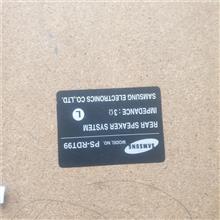 SAMSUNG
MODEL NO. PS-RDT99
REAR SPEAKER SYSTEM
L
IMPEDANCE : 3Ω
SAMSUNG ELECTRONICS CO.,LTD.